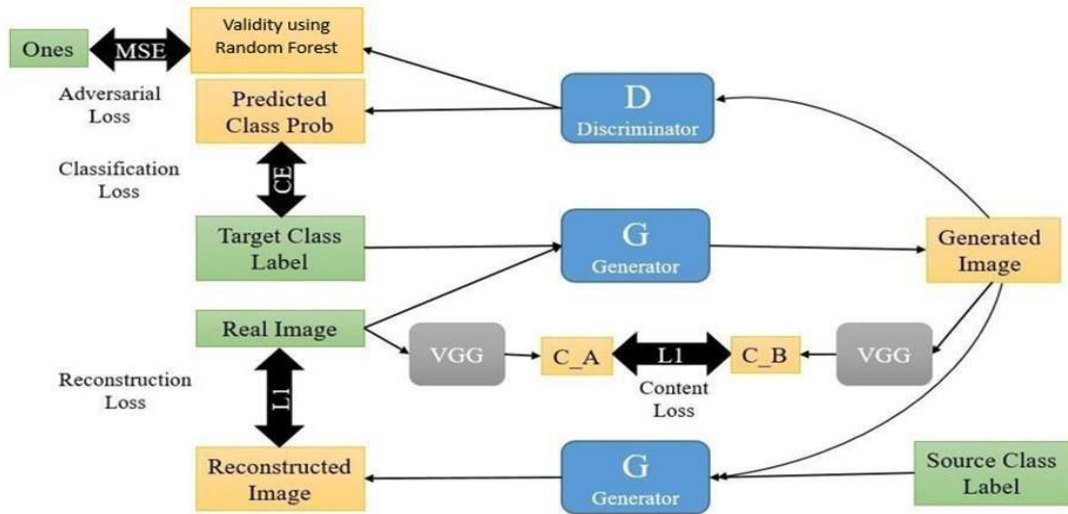 Ones
MSE
Validity using
Random Forest
Adversarial
Loss
Predicted
Class Prob
D
Discriminator
Classification
Loss
CE
Target Class
Label
G
Generator
Generated
Image
Real Image
VGG
C_A
L1
C_B
VGG
Content
Loss
Reconstruction
Loss
L1
Reconstructed
Image
G
Generator
Source Class
Label